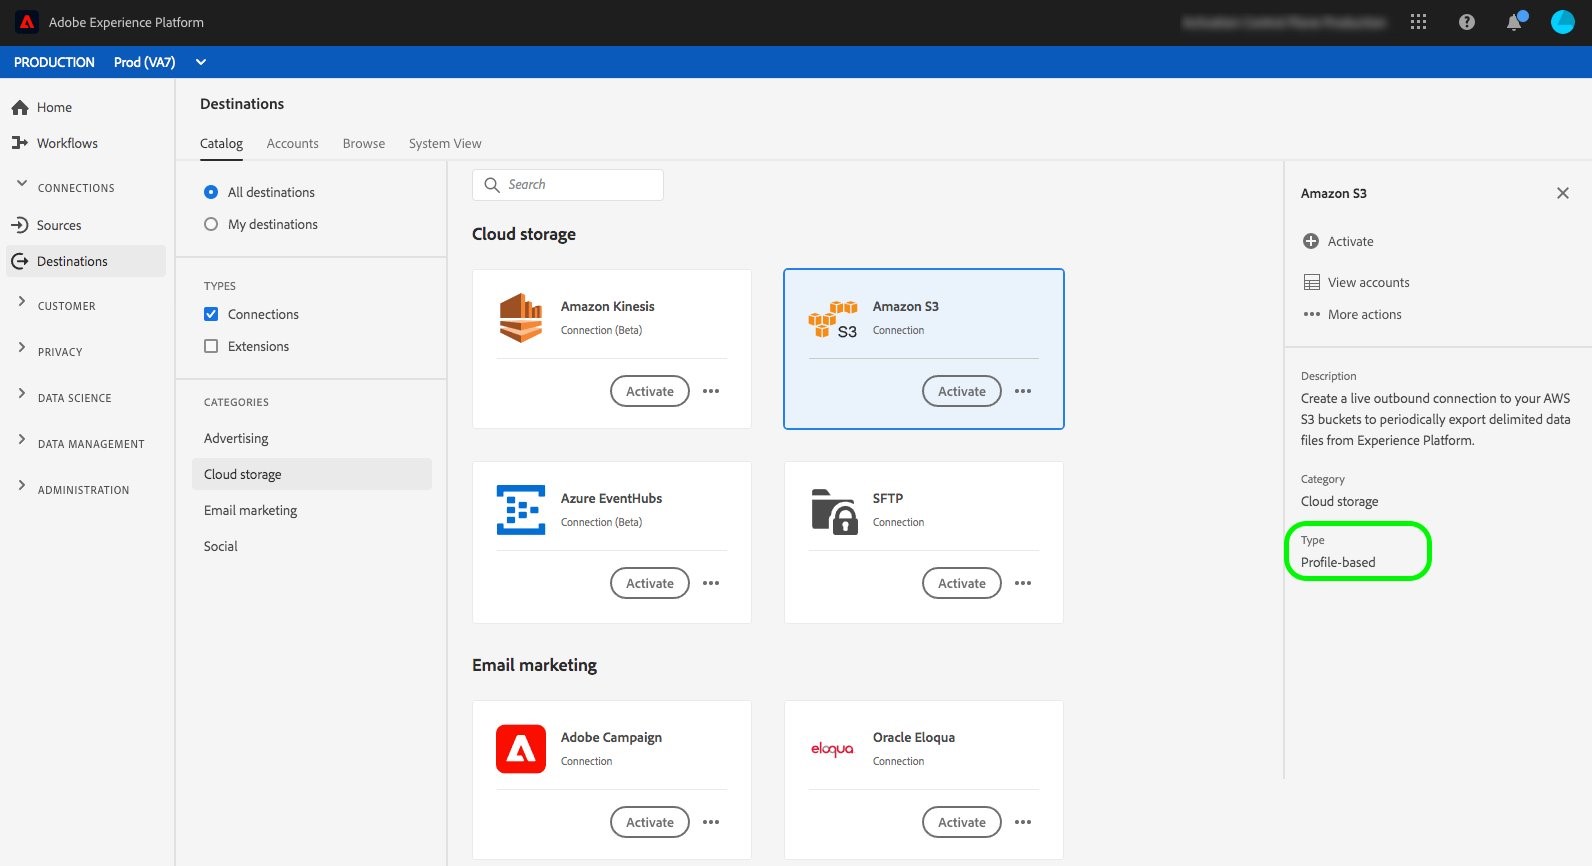 Adobe Experience Platform
PRODUCTION Prod (VA7)
Home
Workflows
CONNECTIONS
Sources
Destinations
CUSTOMER
PRIVACY
DATA SCIENCE
DATA MANAGEMENT
ADMINISTRATION
Destinations
Catalog Accounts Browse System View
All destinations
My destinations
TYPES
Connections
Extensions
CATEGORIES
Advertising
Cloud storage
Email marketing
Social
Search
Cloud storage
Amazon Kinesis
Connection (Beta)
Activate
S3
Amazon S3
Connection
Activate
Azure EventHubs
Connection (Beta)
Activate
SFTP
Connection
Activate
Email marketing
Adobe Campaign
Connection
Activate
eloqua
Oracle Eloqua
Connection
Activate
Amazon S3
Activate
View accounts
More actions
Description
Create a live outbound connection to your AWS
S3 buckets to periodically export delimited data
files from Experience Platform.
Category
Cloud storage
Type
Profile-based